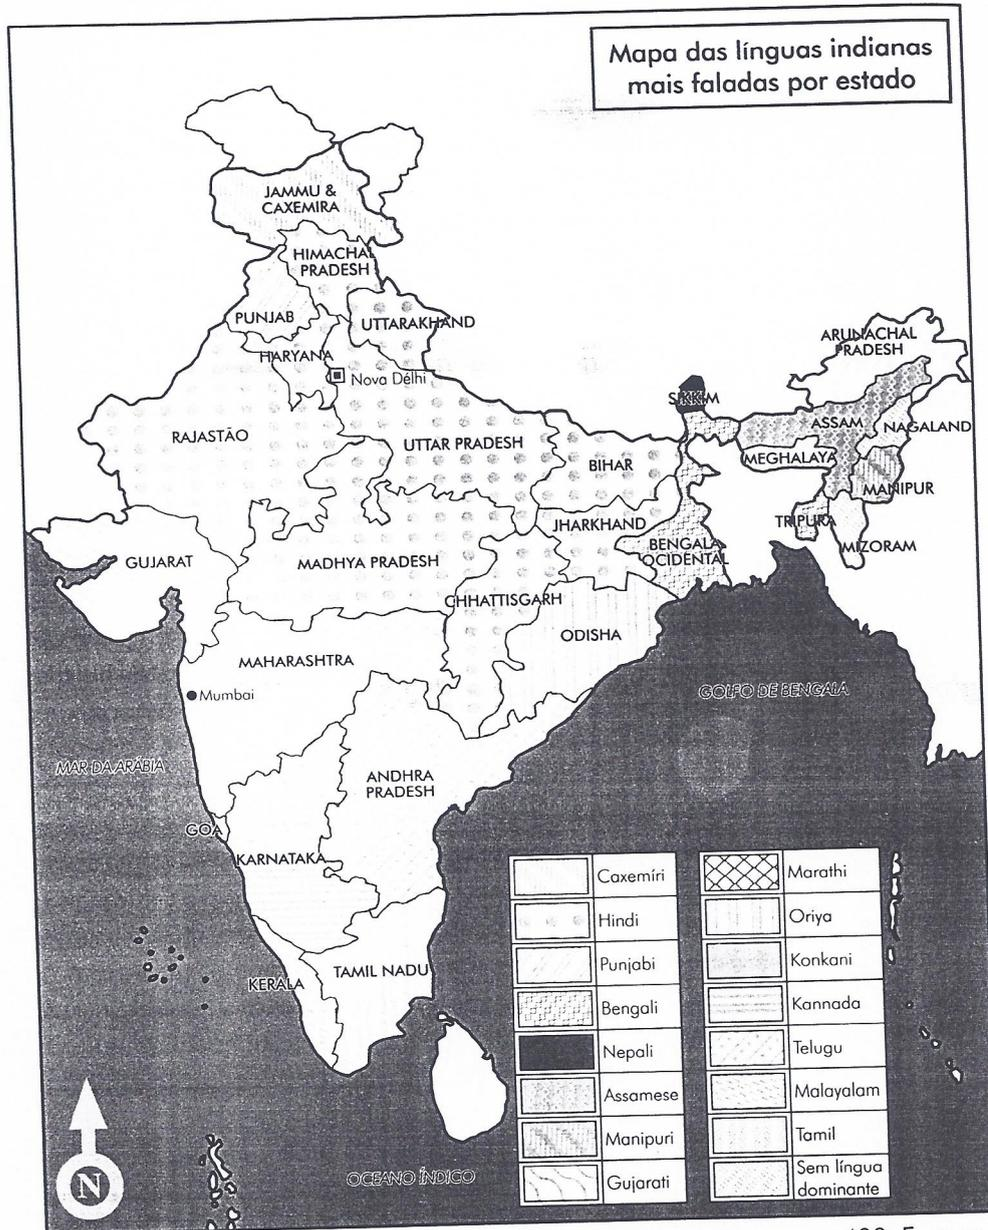 Mapa das línguas indianas
mais faladas por estado
JAMMU &
CAXEMIRA
HIMACHAL
PRADESH
PUNJAB
UTTARAKHAND
HARYANA
Nova Délhi
ARUNACHAL
PRADESH
SIKKIM
RAJASTÃO
UTTAR PRADESH
ASSAM
NAGALAND
BIHAR
MEGHALAYA
MANIPUR
JHARKHAND
TRIPURA
BENGALA
OCIDENTAL
MIZORAM
GUJARAT
MADHYA PRADESH
CHHATTISGARH
ODISHA
MAHARASHTRA
Mumbai
GOLFO DE BENGALA
MAR DA ARÁBIA
ANDHRA
PRADESH
GOA
KARNATAKA
KERALA
TAMIL NADU
Caxemíri
Hindi
Punjabi
Bengali
Nepali
Assamese
Manipuri
Gujarati
Marathi
Oriya
Konkani
Kannada
Telugu
Malayalam
Tamil
Sem língua
dominante
N
OCEANO ÍNDICO